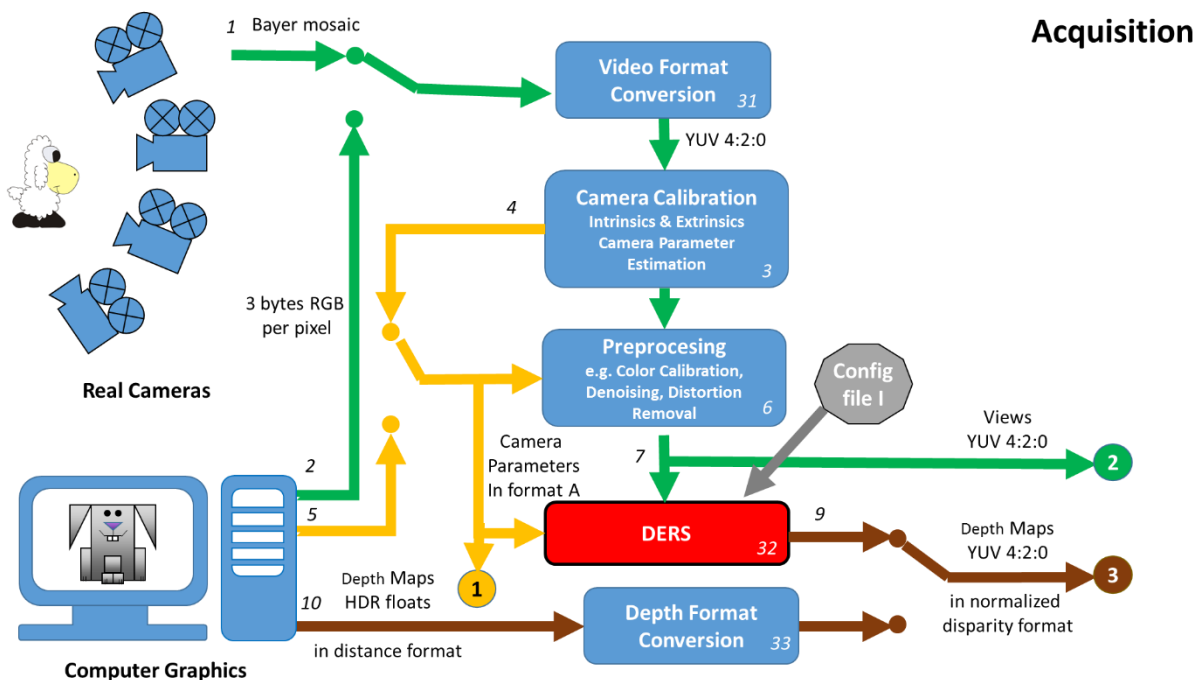 Acquisition
1
Bayer mosaic
Video Format
Conversion
31
YUV 4:2:0
Camera Calibration
Intrinsics & Extrinsics
Camera Parameter
Estimation
3
4
3 bytes RGB
per pixel
Real Cameras
Preprocesing
e.g. Color Calibration,
Denoising, Distortion
Removal
6
Config
file I
Views
YUV 4:2:0
2
7
Camera
Parameters
In format A
2
5
DERS
32
9
Depth Maps
YUV 4:2:0
3
in normalized
disparity format
1
10
Depth Maps
HDR floats
in distance format
Depth Format
Conversion
33
Computer Graphics